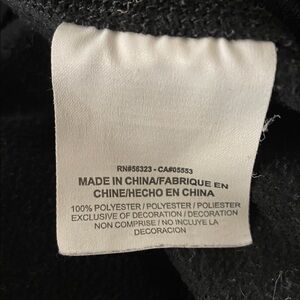 RN#56323 - CA#05553
MADE IN CHINA/FABRIQUE EN
CHINE/HECHO EN CHINA
100% POLYESTER / POLYESTER / POLIESTER
EXCLUSIVE OF DECORATION / DECORATION
NON COMPRISE / NO INCLUYE LA
DECORACION